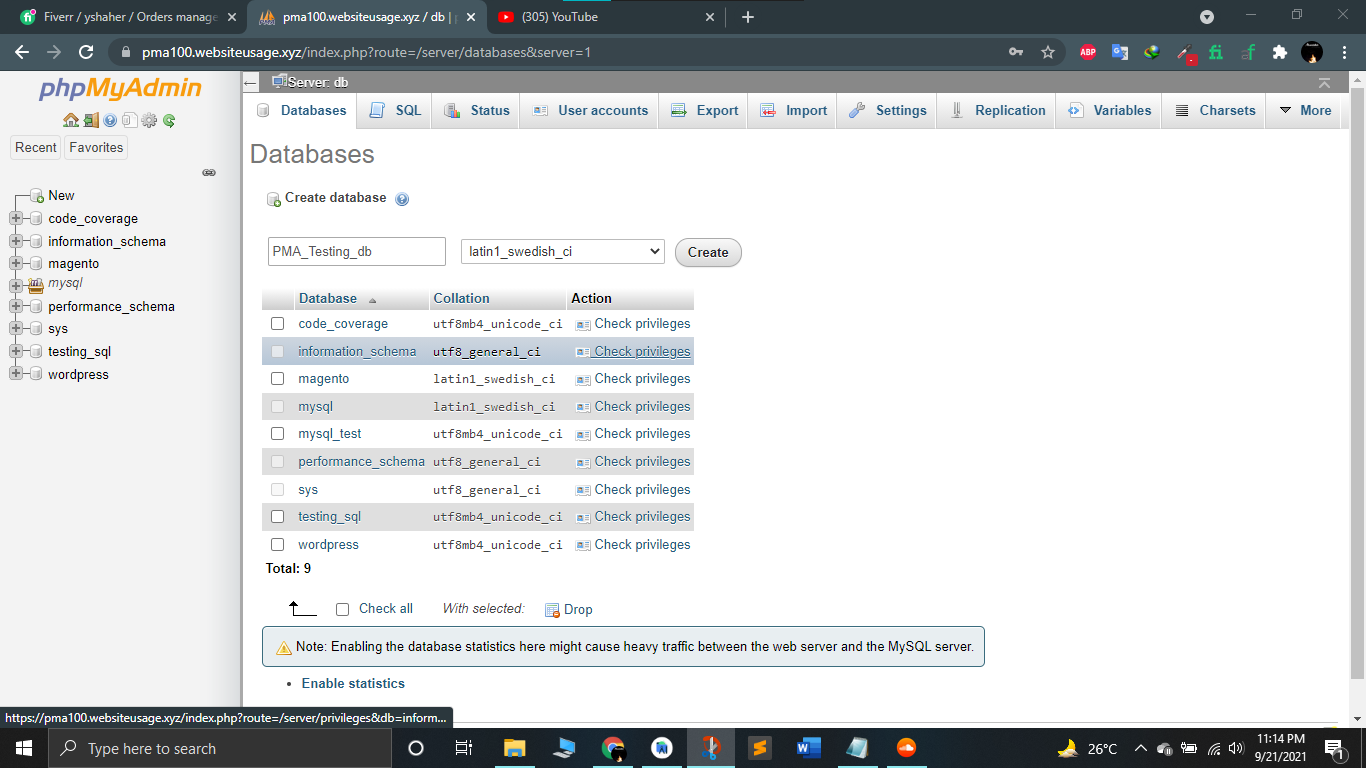 Fiverr / yshaher / Orders manage
pma100.websiteusage.xyz / db | p
(305) YouTube
pma100.websiteusage.xyz/index.php?route=/server/databases&server=1
ABP
phpMyAdmin
Recent
Favorites
New
code_coverage
information_schema
magento
mysql
performance_schema
sys
testing_sql
wordpress
Server: db
Databases
SQL
Status
User accounts
Export
Import
Settings
Replication
Variables
Charsets
More
Databases
Create database
PMA_Testing_db
latin1_swedish_ci
Create
Database Collation Action
code_coverage utf8mb4_unicode_ci Check privileges
information_schema utf8_general_ci Check privileges
magento latin1_swedish_ci Check privileges
mysql latin1_swedish_ci Check privileges
mysql_test utf8mb4_unicode_ci Check privileges
performance_schema utf8_general_ci Check privileges
sys utf8_general_ci Check privileges
testing_sql utf8mb4_unicode_ci Check privileges
wordpress utf8mb4_unicode_ci Check privileges
Total: 9
Check all With selected: Drop
Note: Enabling the database statistics here might cause heavy traffic between the web server and the MySQL server.
• Enable statistics
https://pma100.websiteusage.xyz/index.php?route=/server/privileges&db=inform...
Type here to search
26°C
11:14 PM
9/21/2021
1